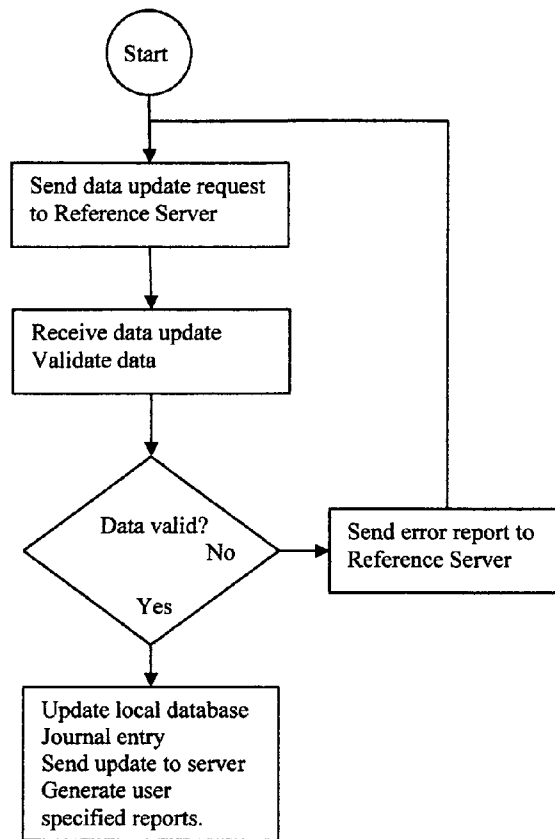 Start
Send data update request
to Reference Server
Receive data update
Validate data
Data valid?
No
Yes
Send error report to
Reference Server
Update local database
Journal entry
Send update to server
Generate user
specified reports.